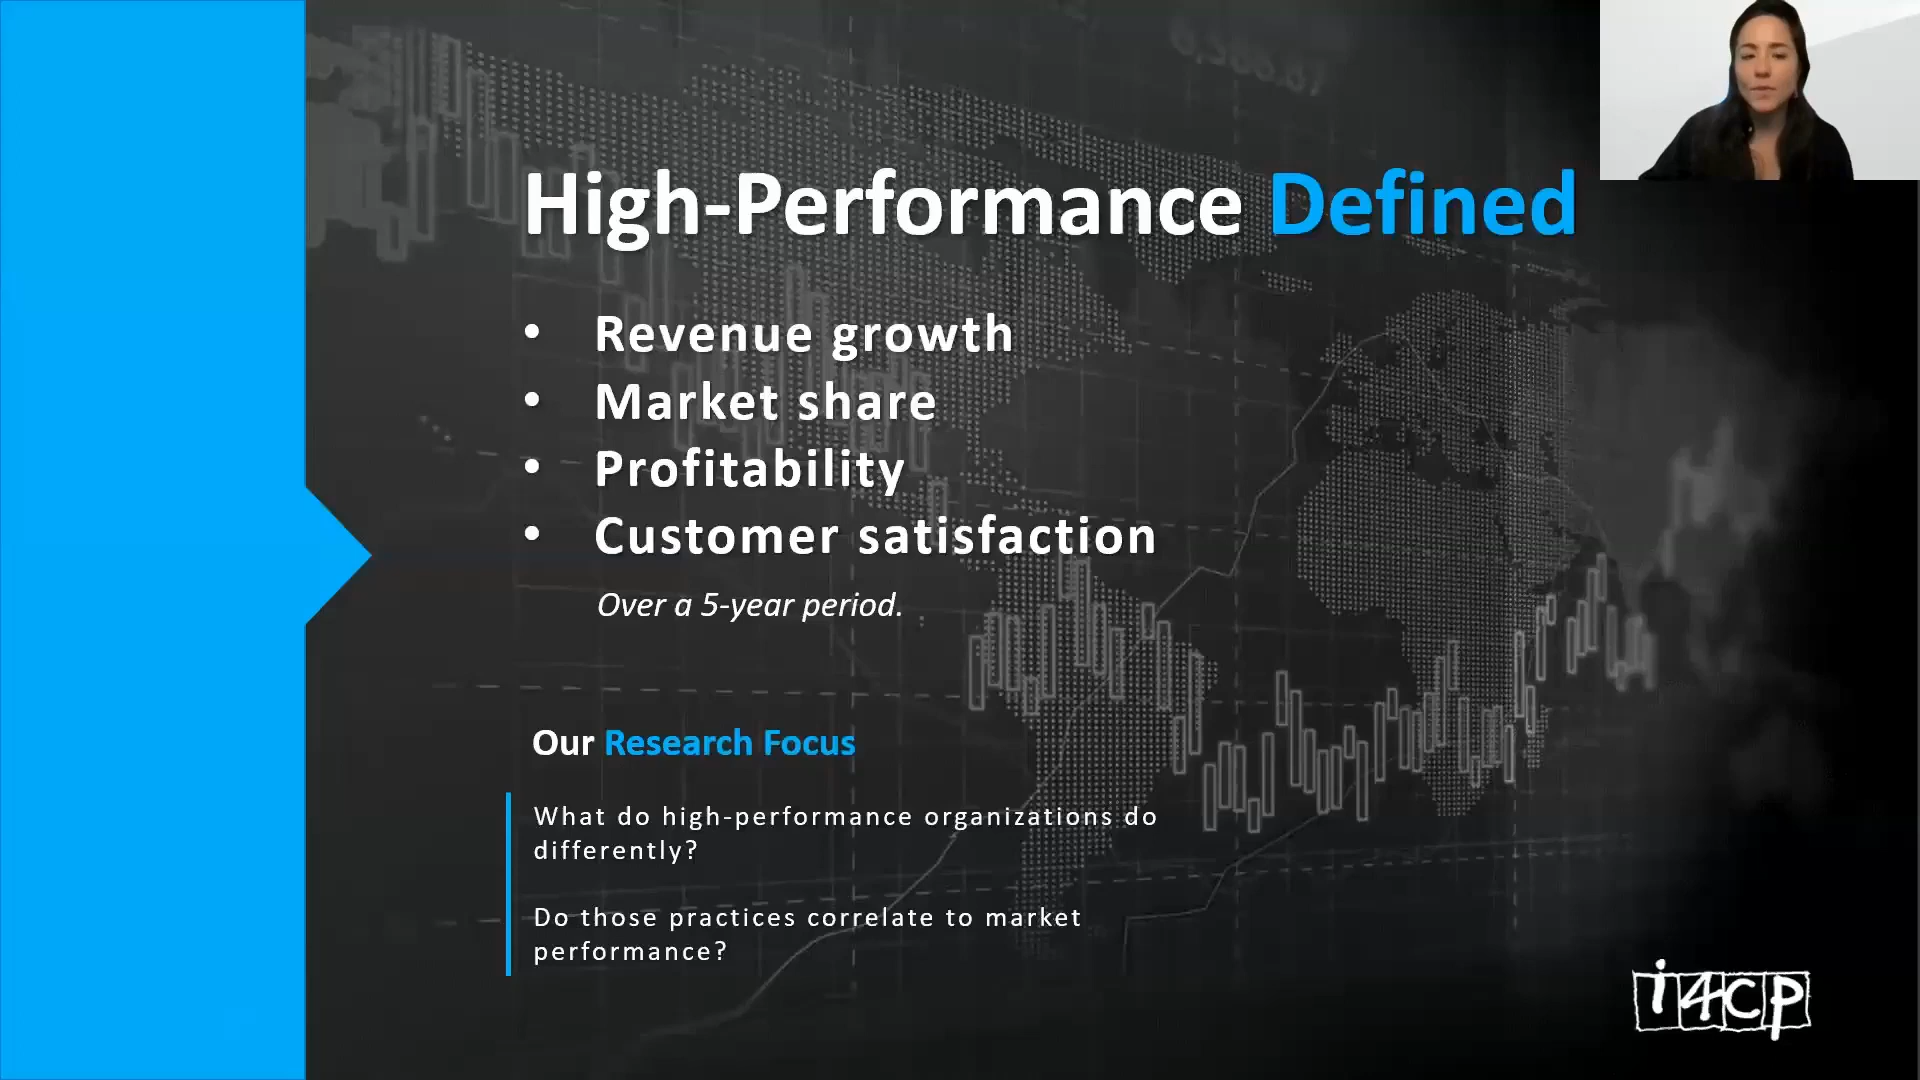 High-Performance Defined
• Revenue growth
• Market share
• Profitability
• Customer satisfaction
Over a 5-year period.
Our Research Focus
What do high-performance organizations do
differently?
Do those practices correlate to market
performance?
i4cp